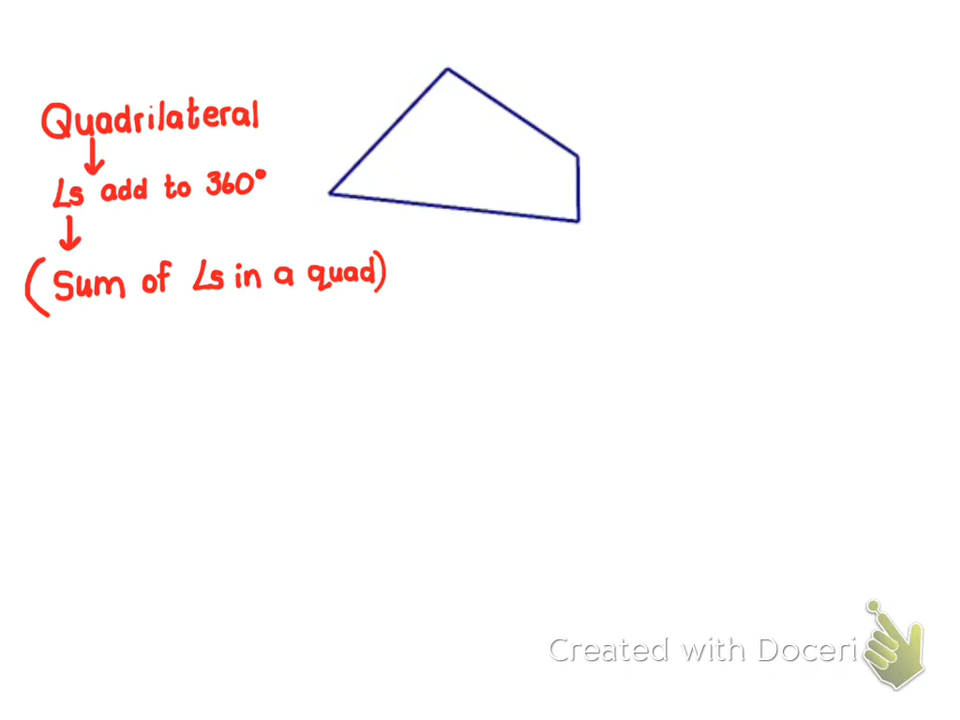 Quadrilateral
∠s add to 360°
(Sum of ∠s in a quad)
Created with Doceri